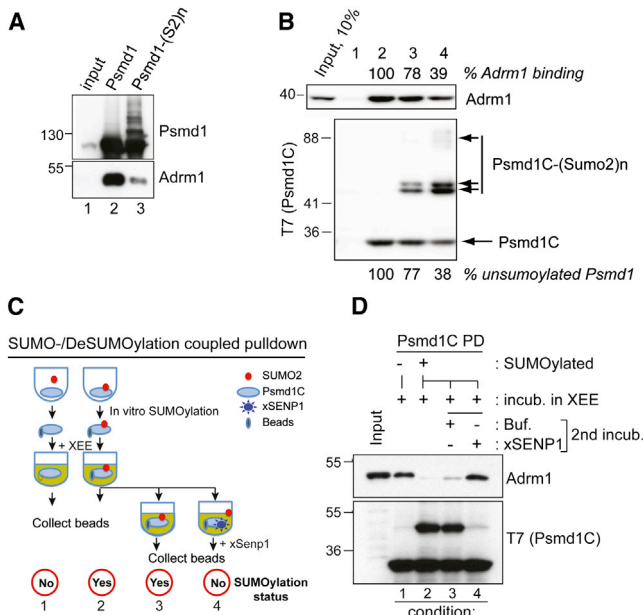 A
input
Psmd1
Psmd1-(S2)n
130
Psmd1
55
Adrm1
1 2 3
B
Input, 10%
1 2 3 4
100 78 39 % Adrm1 binding
40
Adrm1
T7 (Psmd1C)
88
41
36
Psmd1C-(Sumo2)n
Psmd1C
100 77 38 % unsumoylated Psmd1
C
SUMO-/DeSUMOylation coupled pulldown
SUMO2
Psmd1C
xSENP1
Beads
In vitro SUMOylation
+ XEE
Collect beads
+ xSenp1
Collect beads
No Yes Yes No SUMOylation status
1 2 3 4
D
Psmd1C PD
- + : SUMOylated
+ + + + : incub. in XEE
+ - : Buf.
- + : xSENP1
2nd incub.
Input
55
Adrm1
55
36
T7 (Psmd1C)
1 2 3 4
condition: